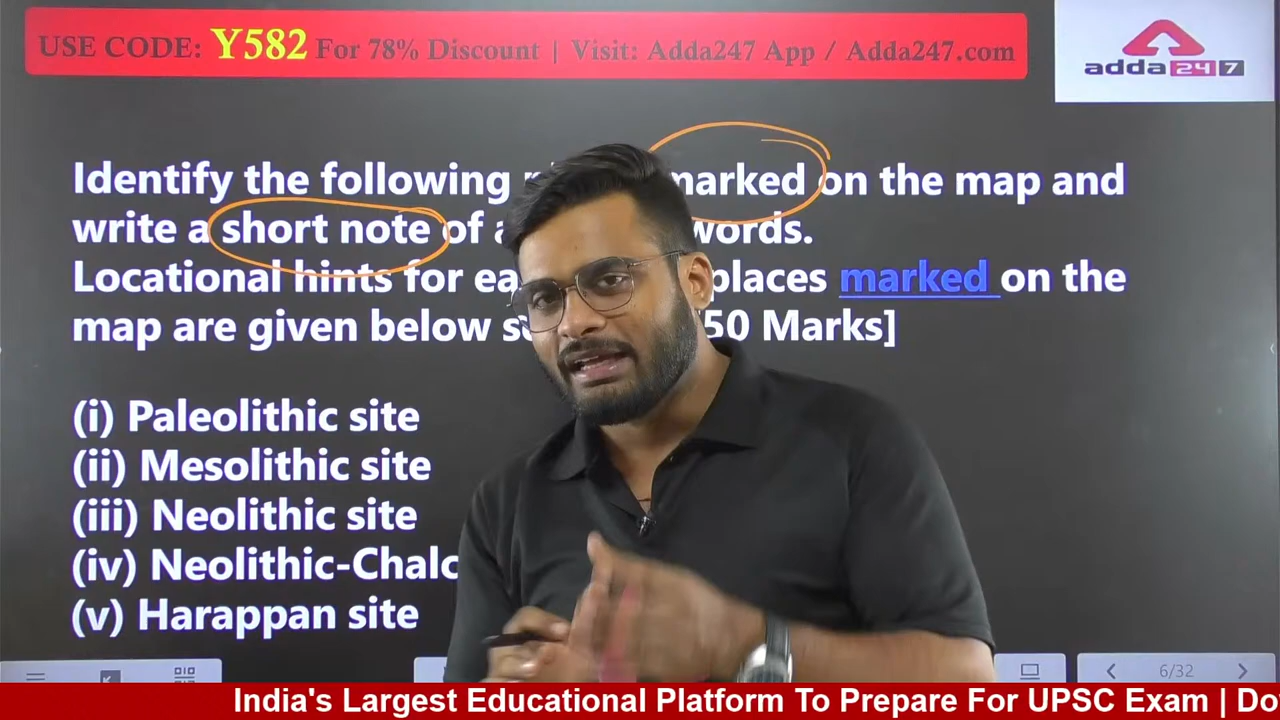 USE CODE: Y582 For 78% Discount | Visit: Adda247 App / Adda247.com
adda247
Identify the following marked on the map and
write a short note of words.
Locational hints for places marked on the
map are given below 50 Marks]
(i) Paleolithic site
(ii) Mesolithic site
(iii) Neolithic site
(iv) Neolithic-Chalc
(v) Harappan site
6/32
India's Largest Educational Platform To Prepare For UPSC Exam | Do